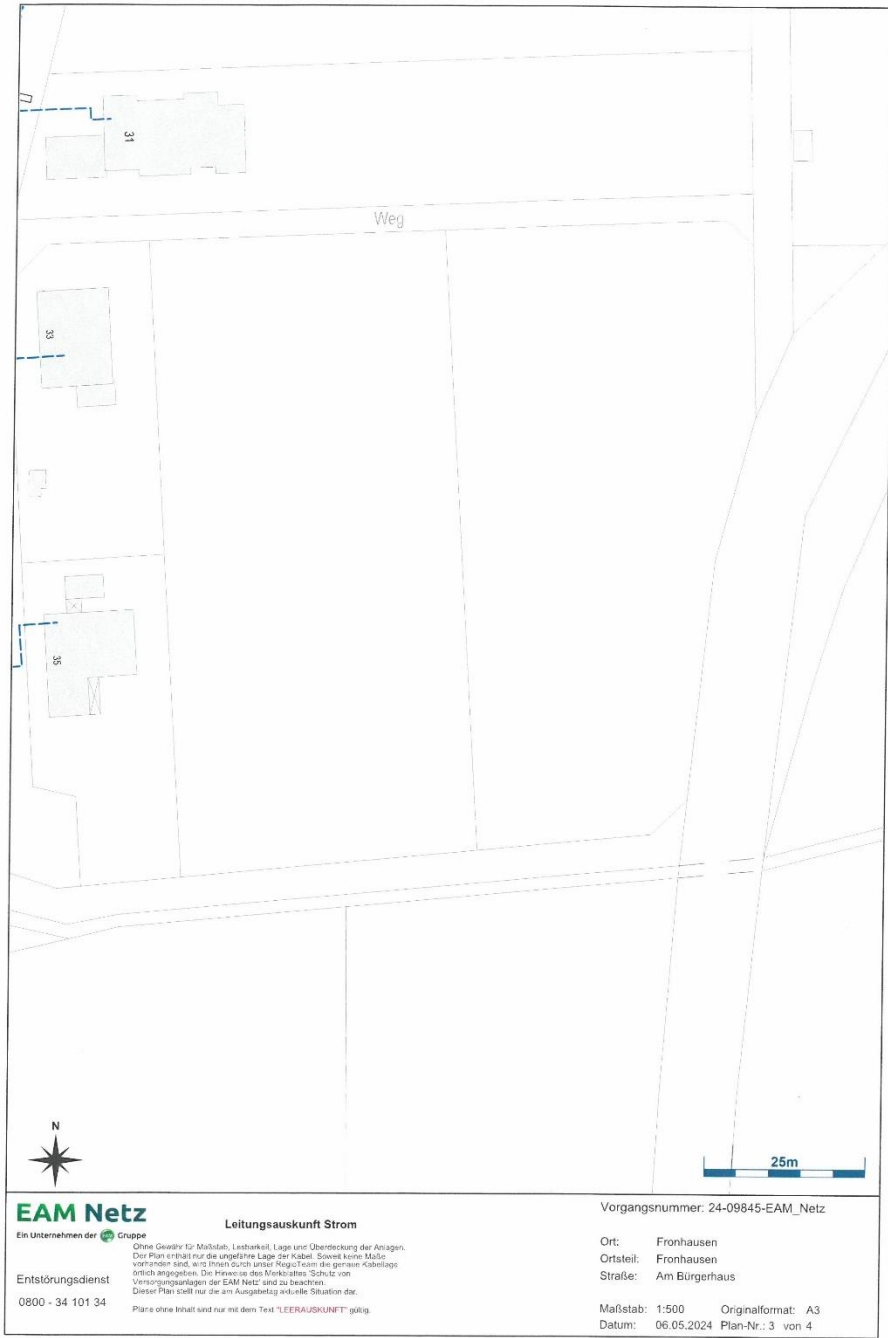 31
Weg
33
35
N
25m
EAM Netz
Ein Unternehmen der EAM Gruppe
Entstörungsdienst
0800 - 34 101 34
Leitungsauskunft Strom
Ohne Gewähr für Maßstab, Lesbarkeit, Lage und Überdeckung der Anlagen.
Der Plan enthält nur die ungefähre Lage der Kabel. Soweit keine Maße
vorhanden sind, wird Ihnen durch unser RegioTeam die genaue Kabellage
örtlich angegeben. Die Hinweise des Merkblattes "Schutz von
Versorgungsanlagen der EAM Netz" sind zu beachten.
Dieser Plan stellt nur die am Ausgabetag aktuelle Situation dar.
Pläne ohne Inhalt sind nur mit dem Text "LEERAUSKUNFT" gültig.
Vorgangsnummer: 24-09845-EAM_Netz
Ort: Fronhausen
Ortsteil: Fronhausen
Straße: Am Bürgerhaus
Maßstab: 1:500 Originalformat: A3
Datum: 06.05.2024 Plan-Nr.: 3 von 4